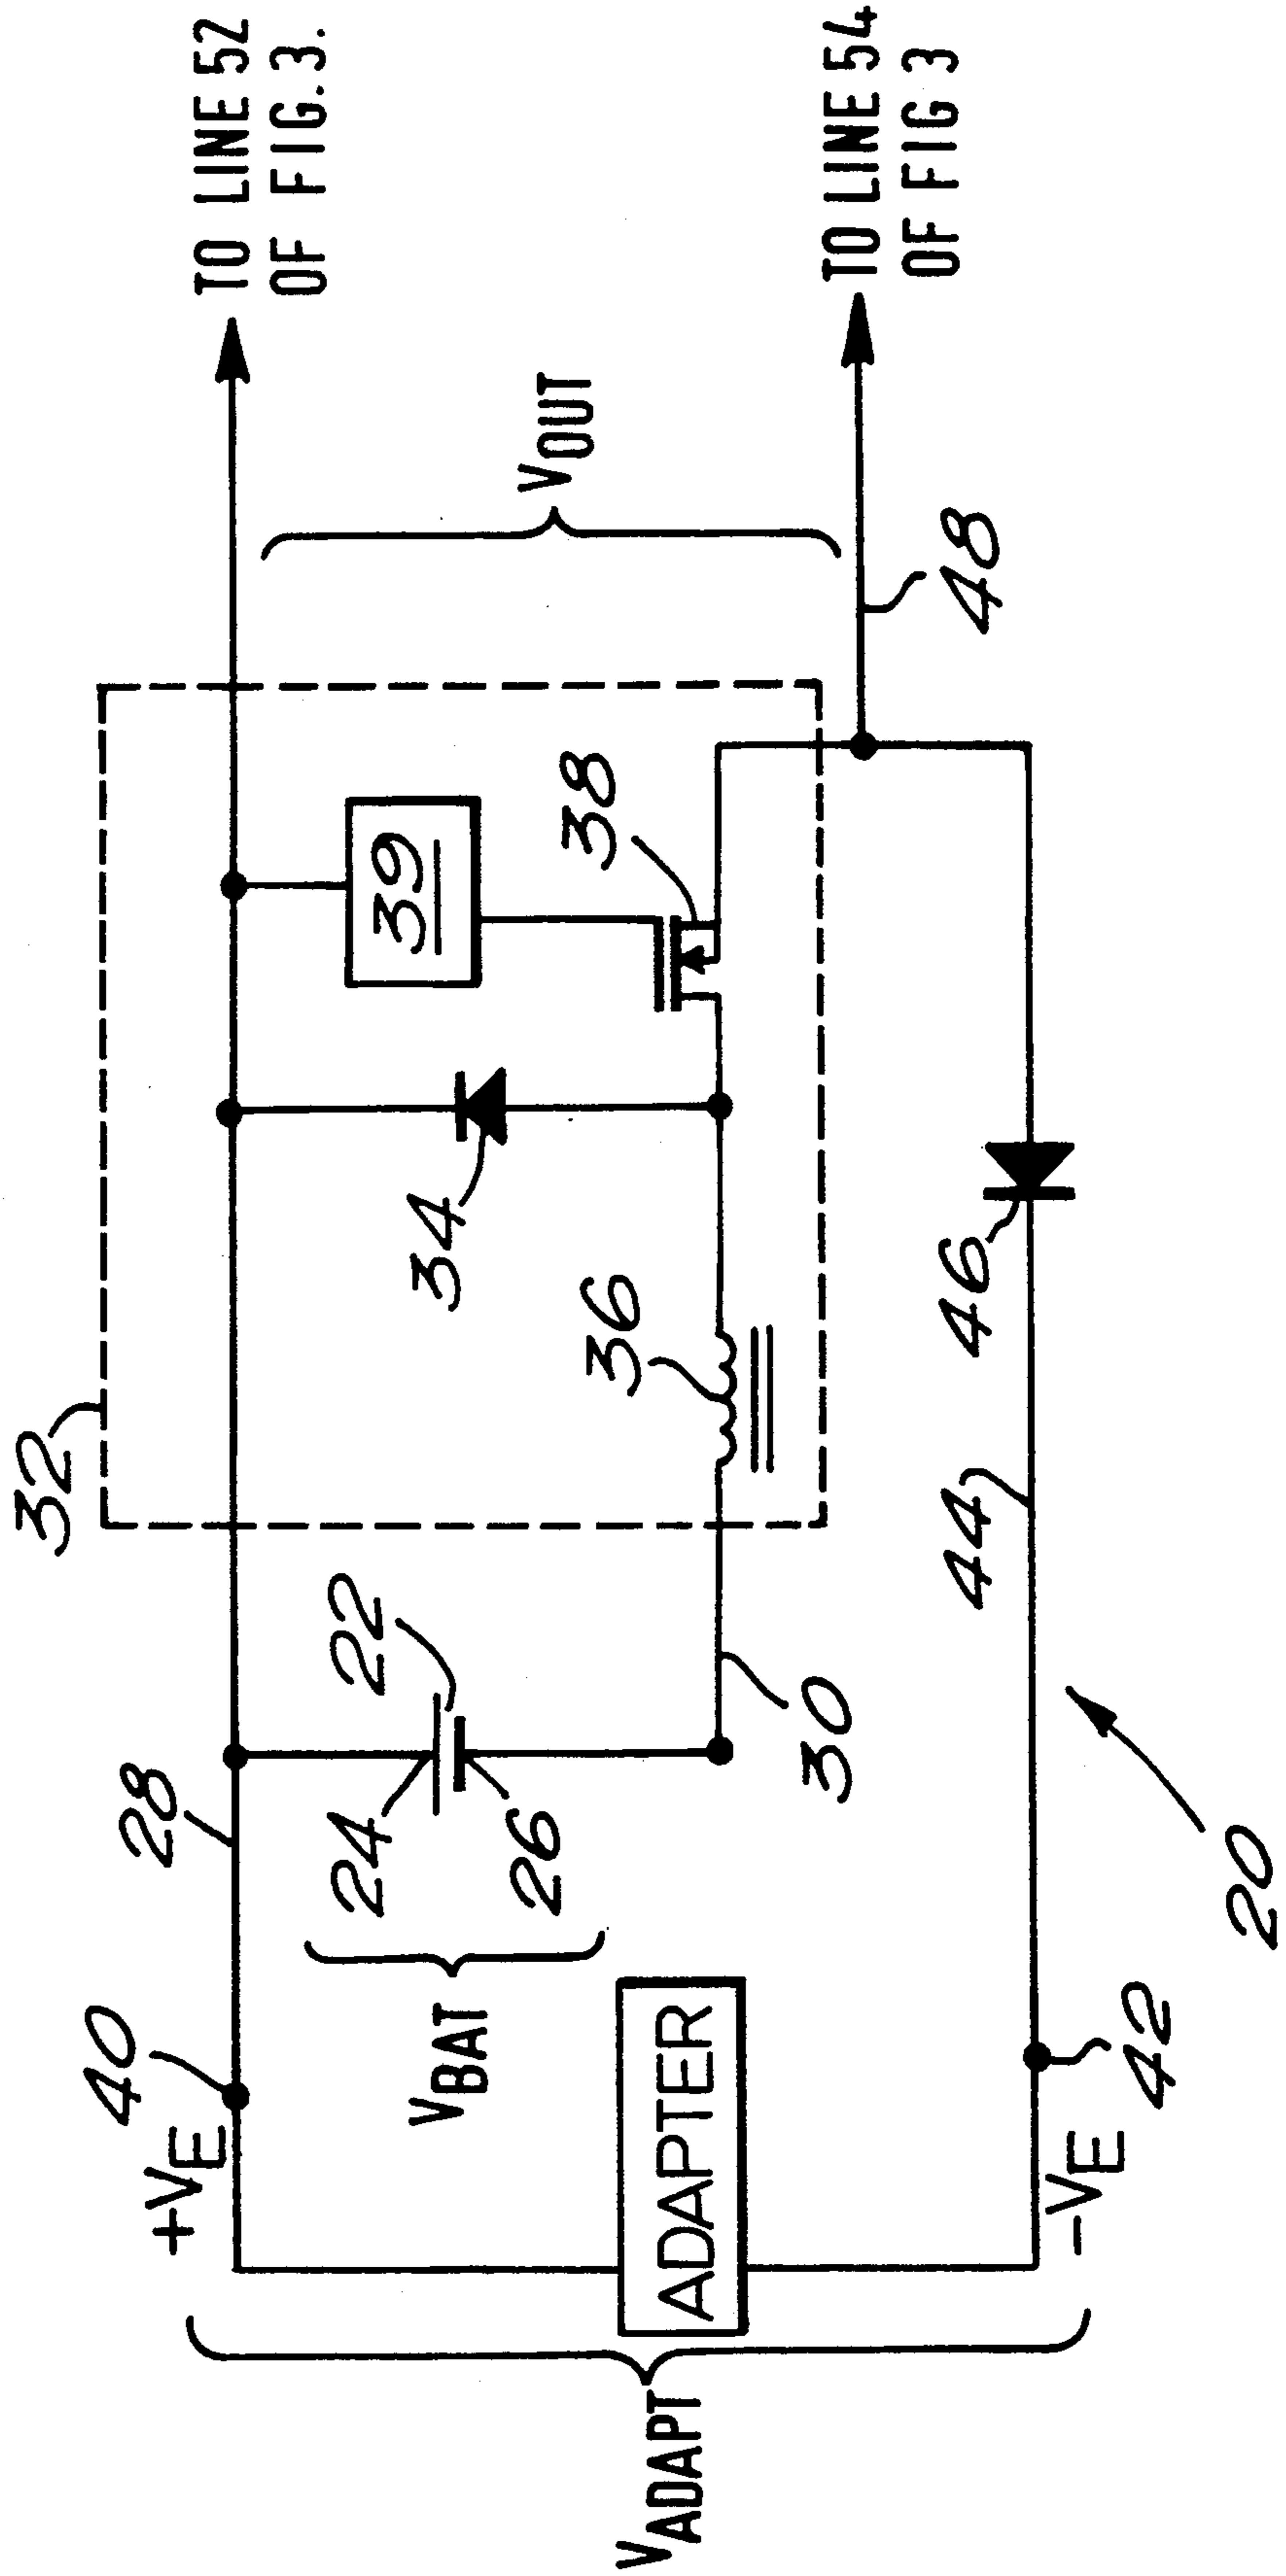 TO LINE 52
OF FIG. 3.
TO LINE 54
OF FIG 3
VOUT
48
39
38
34
36
46
32
44
22
24
26
30
28
20
VBAT
40
+VE
ADAPTER
42
-VE
VADAPT